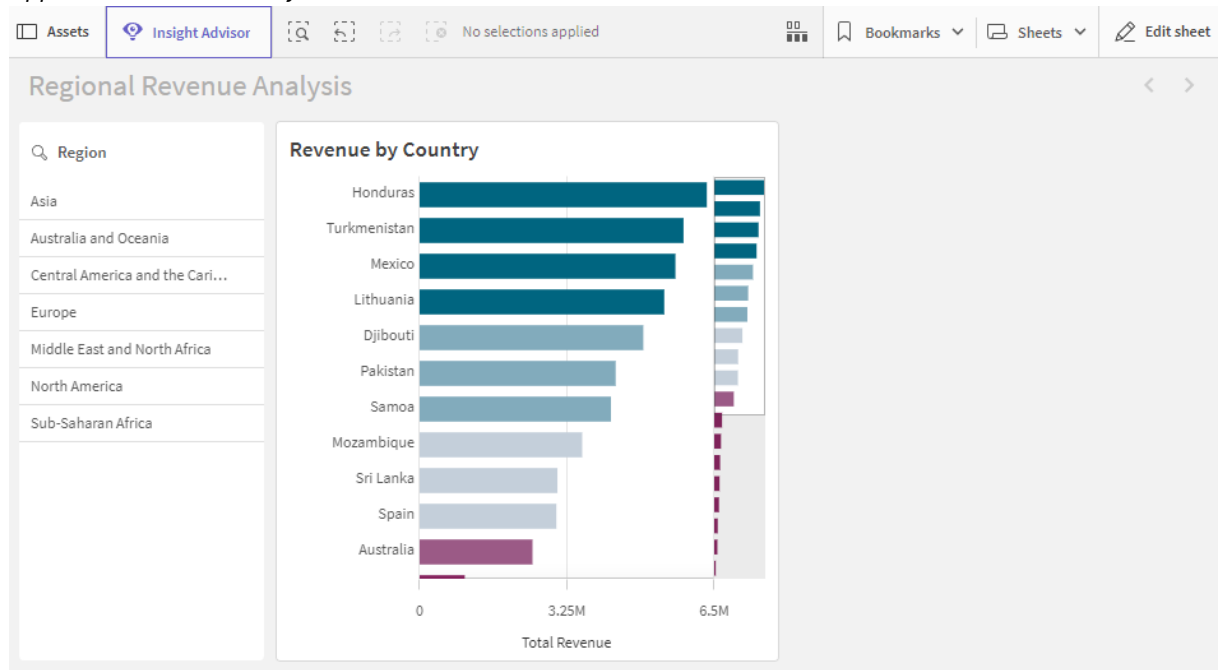 Assets
Insight Advisor
No selections applied
Bookmarks
Sheets
Edit sheet
Regional Revenue Analysis
Region
Asia
Australia and Oceania
Central America and the Cari...
Europe
Middle East and North Africa
North America
Sub-Saharan Africa
Revenue by Country
Honduras
Turkmenistan
Mexico
Lithuania
Djibouti
Pakistan
Samoa
Mozambique
Sri Lanka
Spain
Australia
0 3.25M 6.5M
Total Revenue